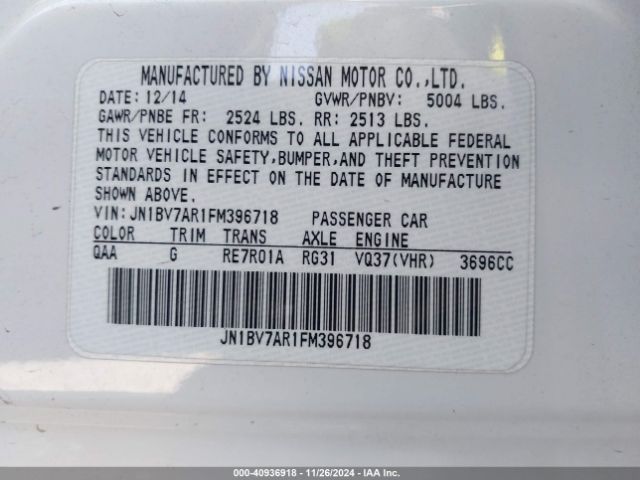 MANUFACTURED BY NISSAN MOTOR CO.,LTD.
DATE: 12/14 GVWR/PNBV: 5004 LBS.
GAWR/PNBE FR: 2524 LBS. RR: 2513 LBS.
THIS VEHICLE CONFORMS TO ALL APPLICABLE FEDERAL
MOTOR VEHICLE SAFETY,BUMPER,AND THEFT PREVENTION
STANDARDS IN EFFECT ON THE DATE OF MANUFACTURE
SHOWN ABOVE.
VIN:JN1BV7AR1FM396718 PASSENGER CAR
COLOR TRIM TRANS AXLE ENGINE
QAA G RE7R01A RG31 VQ37(VHR) 3696CC
JN1BV7AR1FM396718
000-40936918 - 11/26/2024 - IAA Inc.